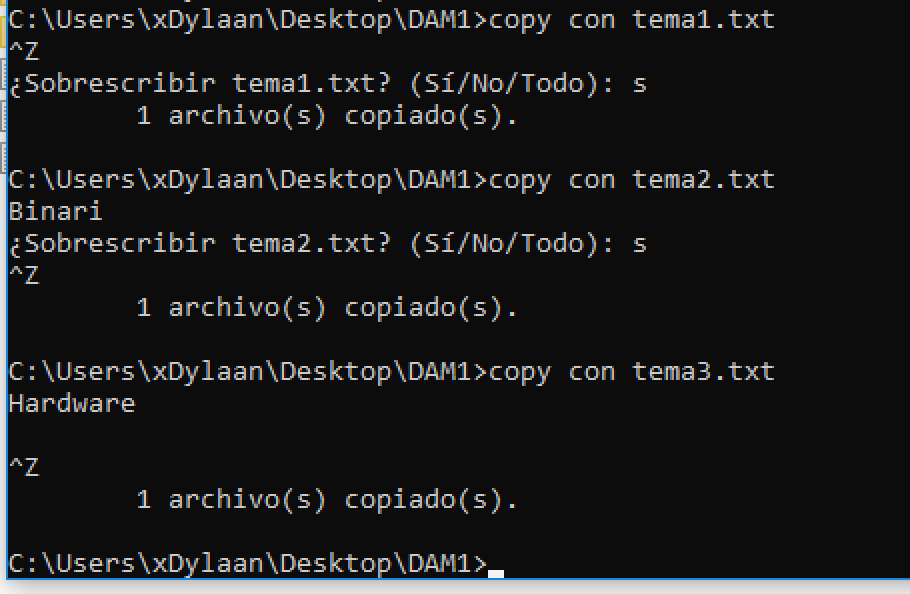 C:\Users\xDylaan\Desktop\DAM1>copy con tema1.txt
^Z
¿Sobrescribir tema1.txt? (Sí/No/Todo): s
        1 archivo(s) copiado(s).
C:\Users\xDylaan\Desktop\DAM1>copy con tema2.txt
Binari
¿Sobrescribir tema2.txt? (Sí/No/Todo): s
^Z
        1 archivo(s) copiado(s).
C:\Users\xDylaan\Desktop\DAM1>copy con tema3.txt
Hardware
^Z
        1 archivo(s) copiado(s).
C:\Users\xDylaan\Desktop\DAM1>